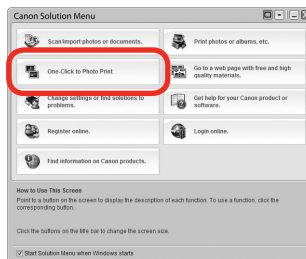 Canon Solution Menu
Scan/import photos or documents.
Print photos or albums, etc.
One-Click to Photo Print
Go to a web page with free and high
quality materials.
Change settings or find solutions to
problems.
Get help for your Canon product or
software.
Register online.
Login online.
Find information on Canon products.
How to Use This Screen
Point to a button on the screen to display the description of each function. To use a function, click the
corresponding button.
Click the buttons on the title bar to change the screen size.
Start Solution Menu when Windows starts